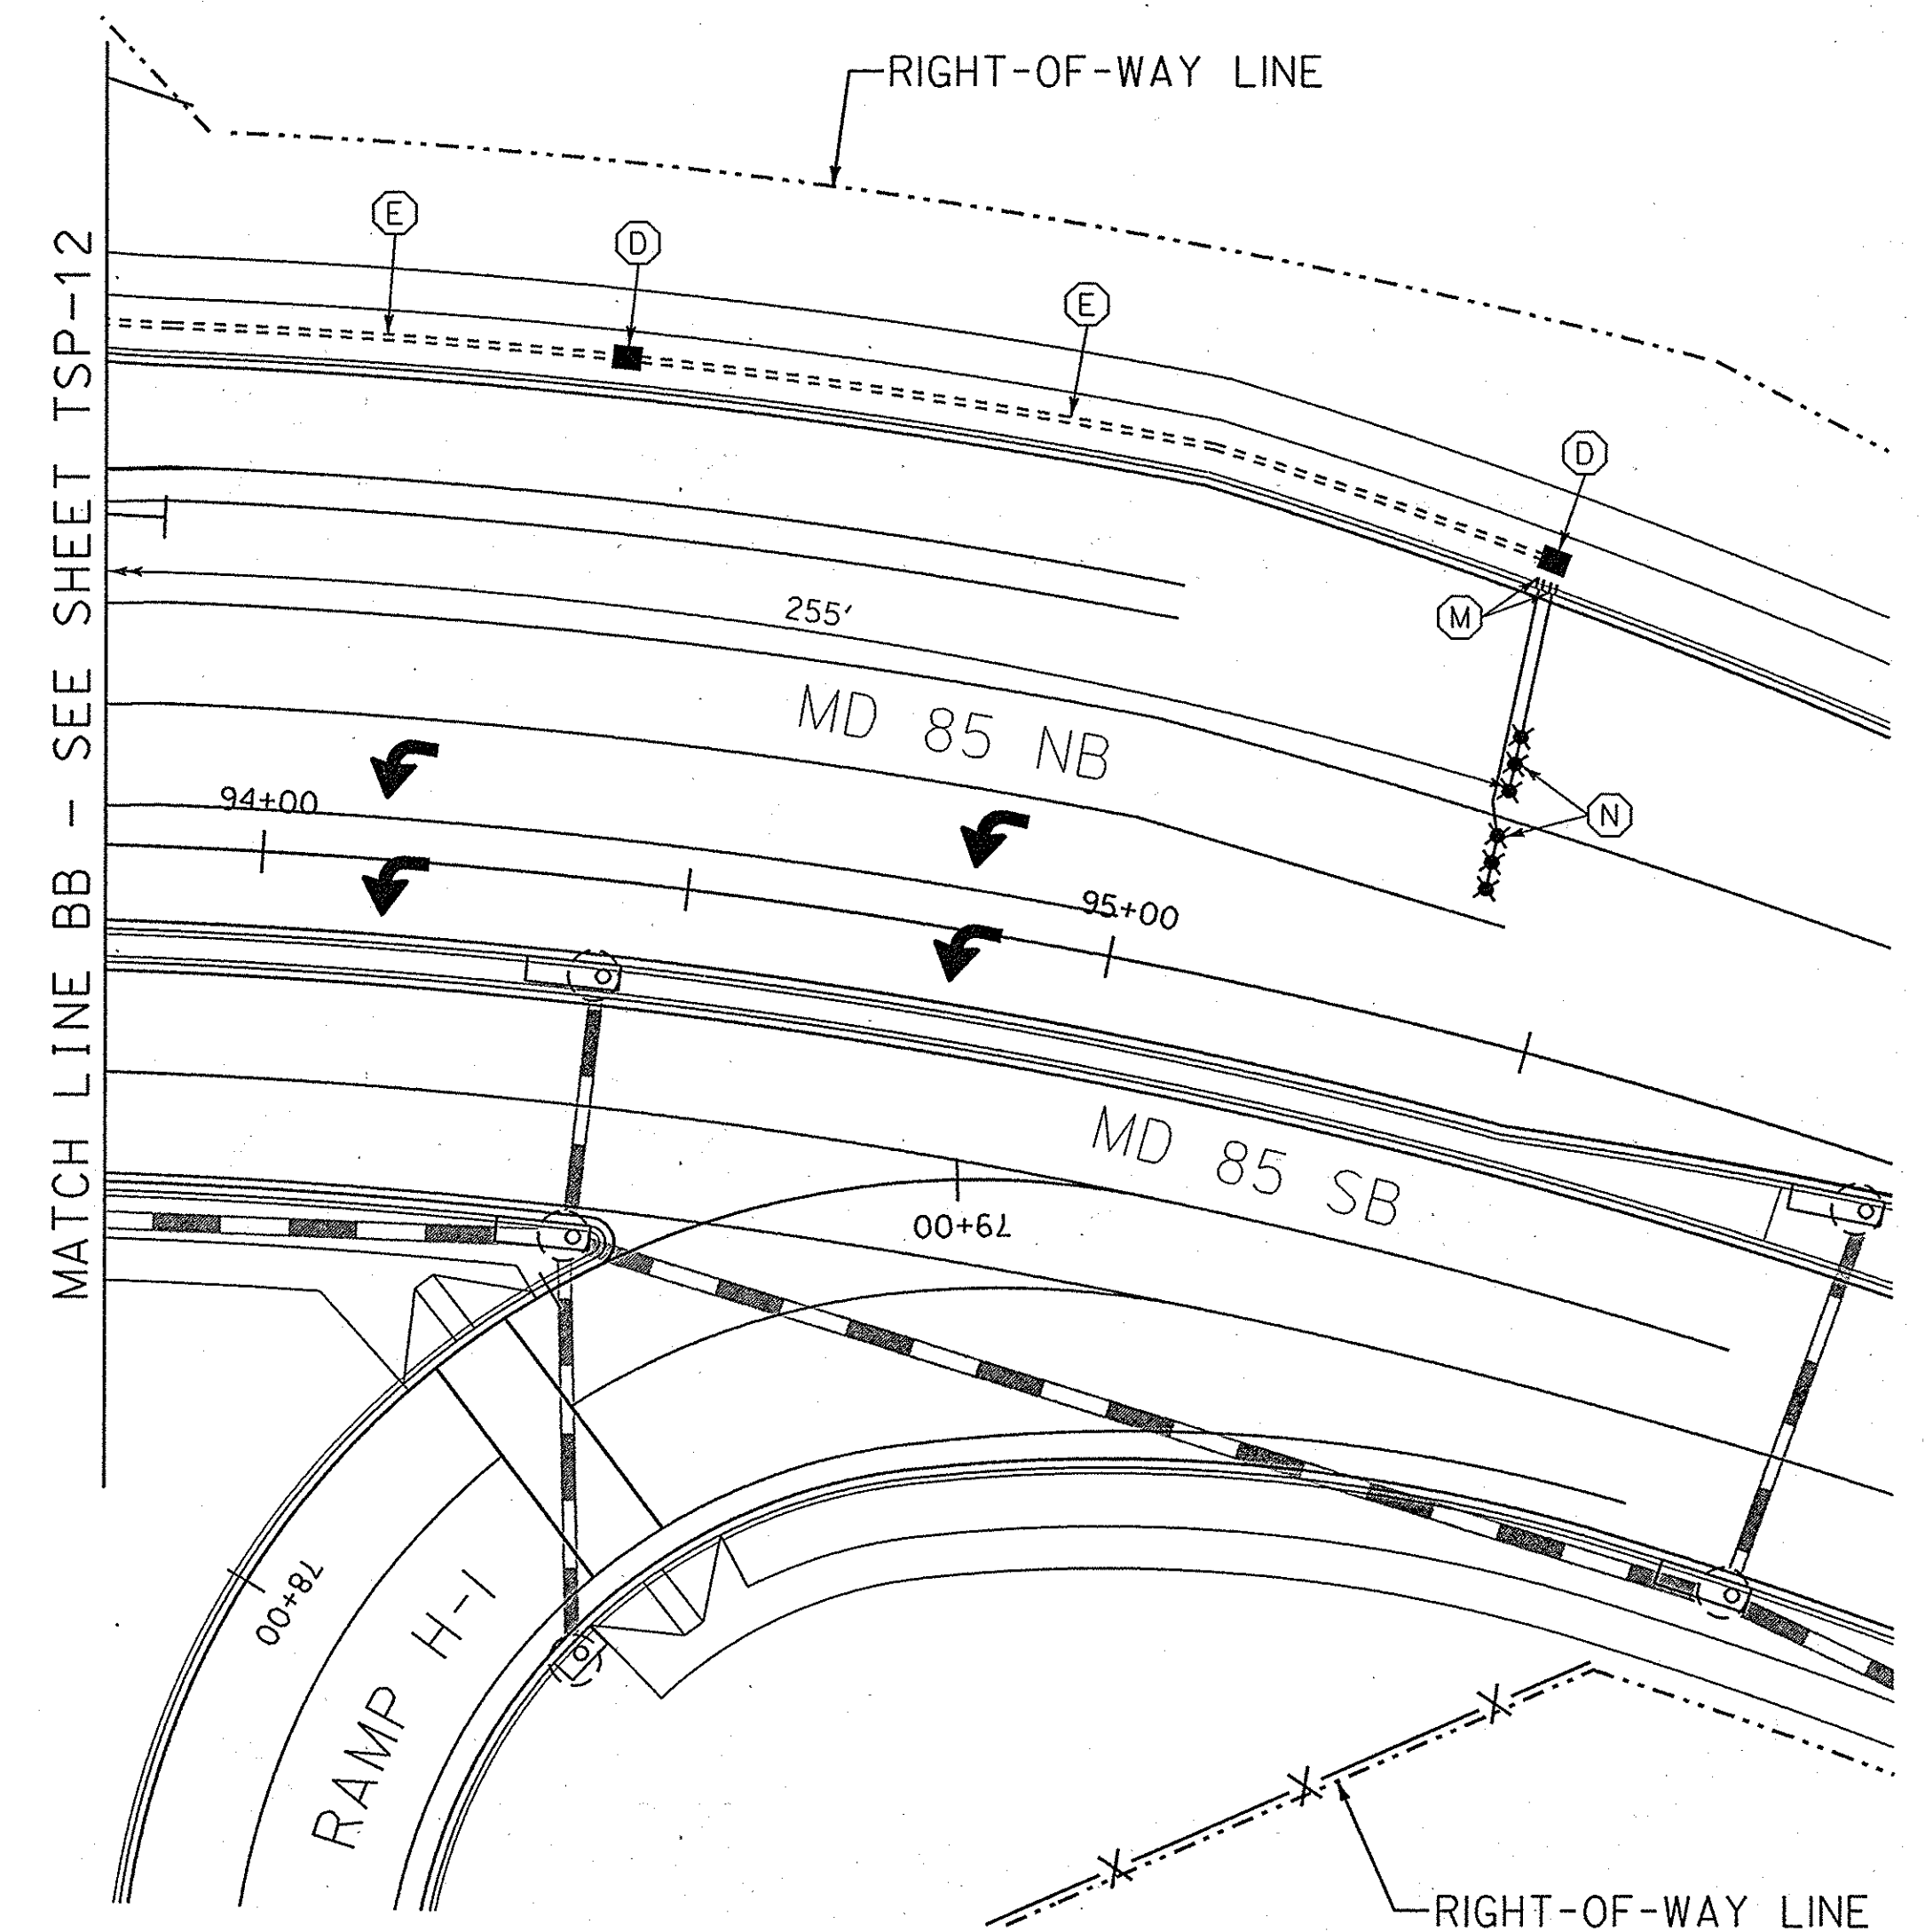 RIGHT-OF-WAY LINE
E
D
E
D
MATCH LINE BB - SEE SHEET TSP-12
255'
M
MD 85 NB
94+00
N
95+00
MD 85 SB
79+00
78+00
RAMP H-1
RIGHT-OF-WAY LINE